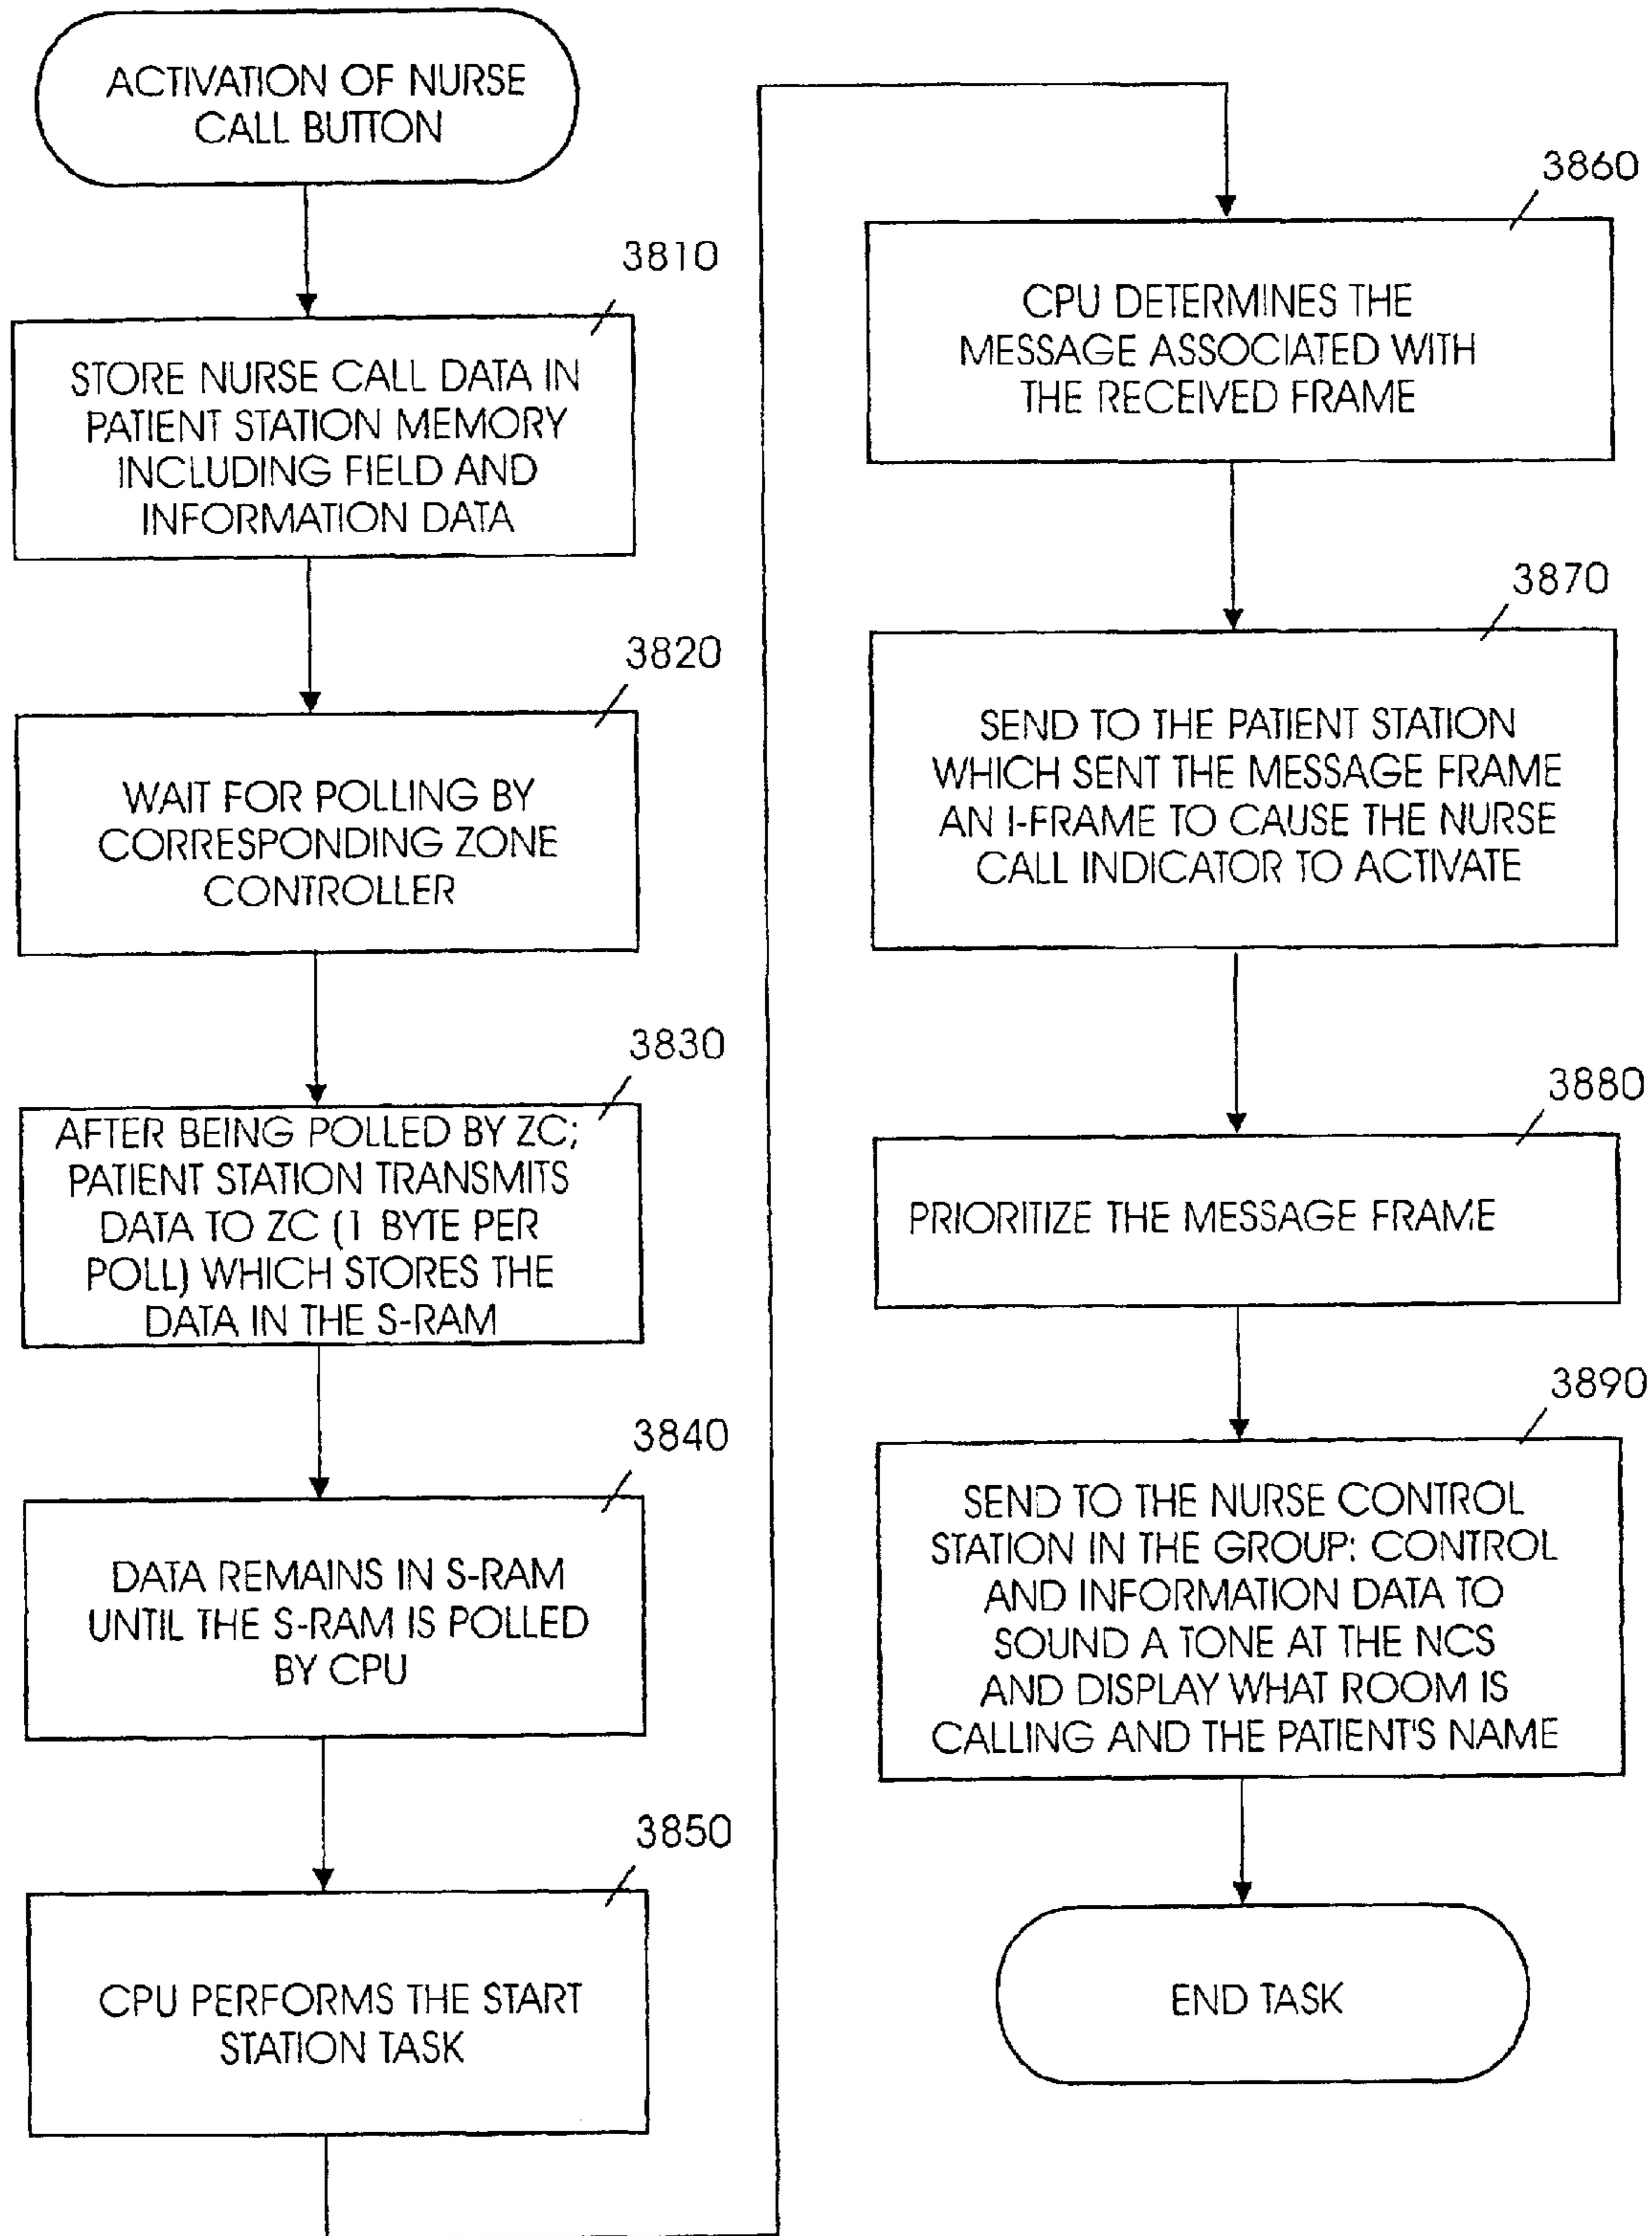 ACTIVATION OF NURSE
CALL BUTTON
3810
STORE NURSE CALL DATA IN
PATIENT STATION MEMORY
INCLUDING FIELD AND
INFORMATION DATA
3820
WAIT FOR POLLING BY
CORRESPONDING ZONE
CONTROLLER
3830
AFTER BEING POLLED BY ZC;
PATIENT STATION TRANSMITS
DATA TO ZC (1 BYTE PER
POLL) WHICH STORES THE
DATA IN THE S-RAM
3840
DATA REMAINS IN S-RAM
UNTIL THE S-RAM IS POLLED
BY CPU
3850
CPU PERFORMS THE START
STATION TASK
3860
CPU DETERMINES THE
MESSAGE ASSOCIATED WITH
THE RECEIVED FRAME
3870
SEND TO THE PATIENT STATION
WHICH SENT THE MESSAGE FRAME
AN I-FRAME TO CAUSE THE NURSE
CALL INDICATOR TO ACTIVATE
3880
PRIORITIZE THE MESSAGE FRAME
3890
SEND TO THE NURSE CONTROL
STATION IN THE GROUP: CONTROL
AND INFORMATION DATA TO
SOUND A TONE AT THE NCS
AND DISPLAY WHAT ROOM IS
CALLING AND THE PATIENT'S NAME
END TASK